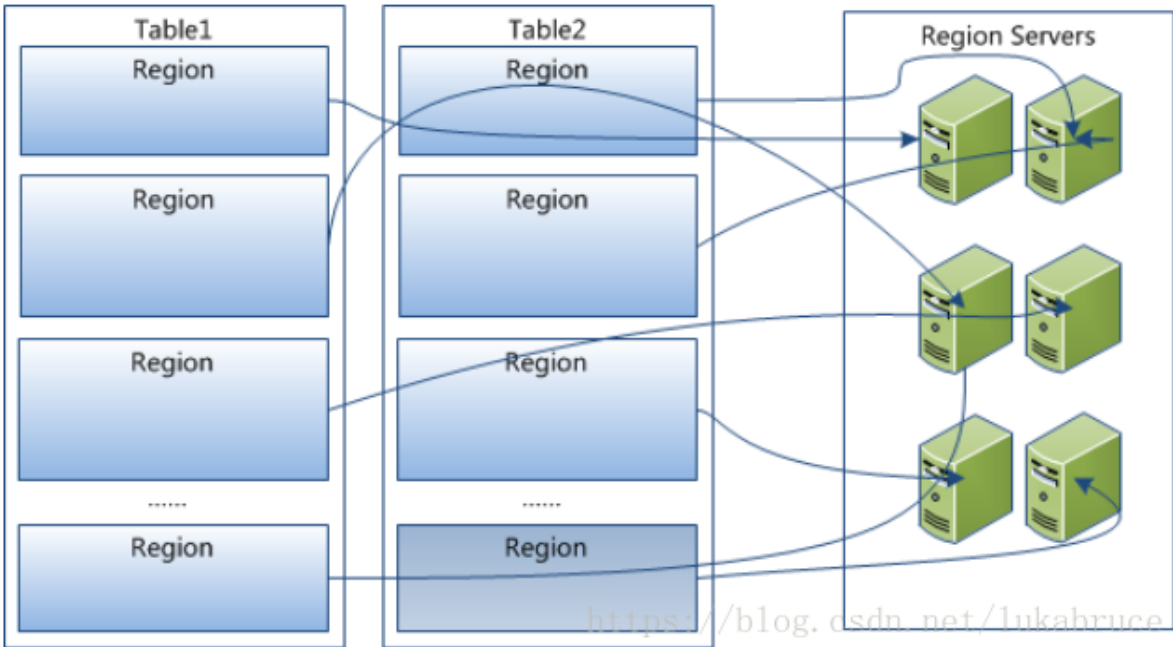 Table1
Region
Region
Region
......
Region
Table2
Region
Region
Region
......
Region
Region Servers
https://blog.csdn.net/lukabruce